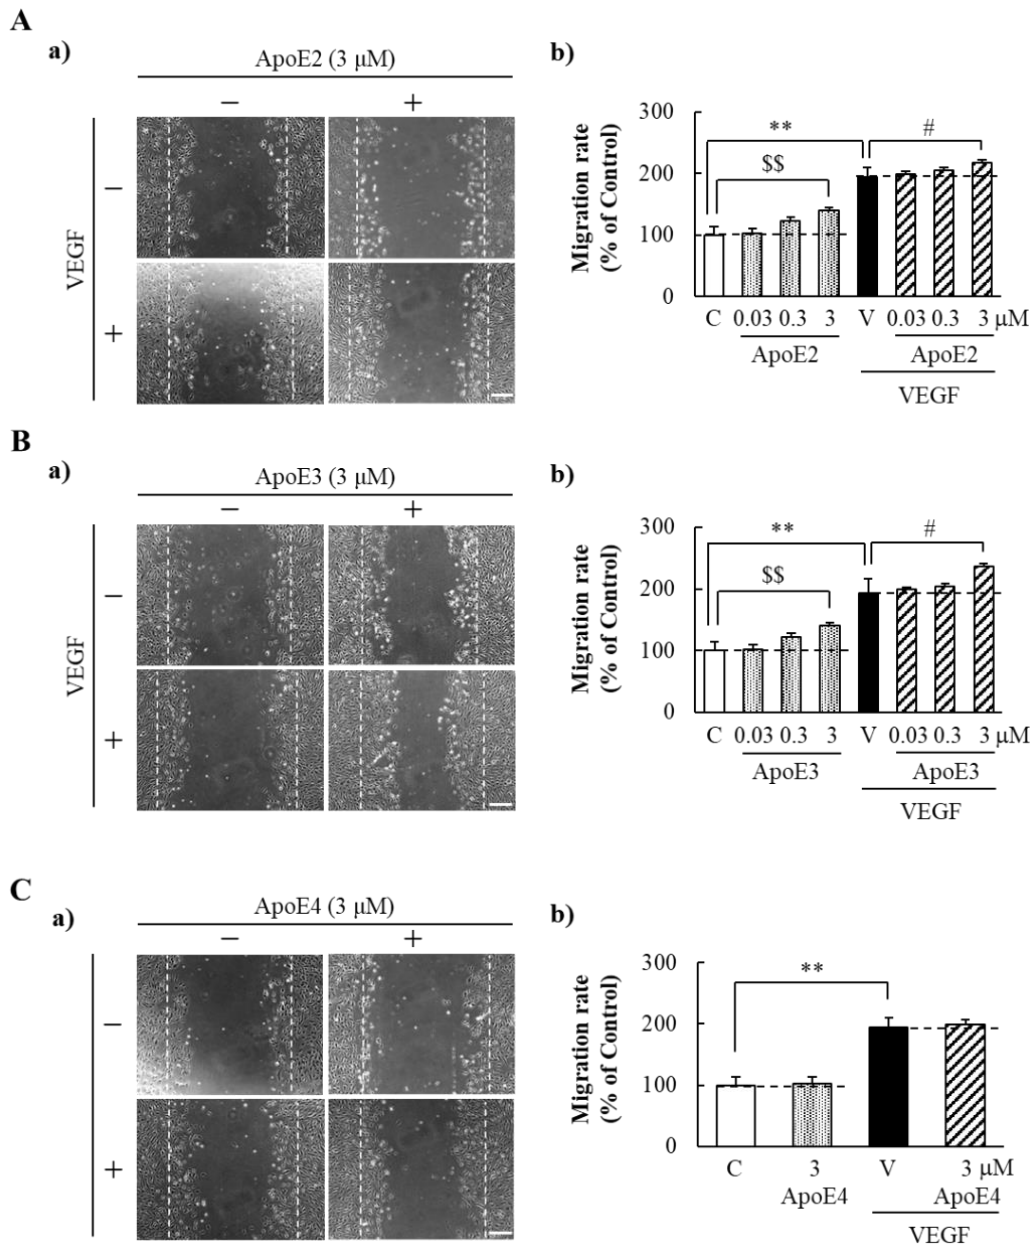 A
a)
ApoE2 (3 μM)
− +
VEGF
−
+
b)
Migration rate
(% of Control)
300
200
100
0
**
$$
#
C 0.03 0.3 3 V 0.03 0.3 3 μM
ApoE2 ApoE2
VEGF
B
a)
ApoE3 (3 μM)
− +
VEGF
−
+
b)
Migration rate
(% of Control)
300
200
100
0
**
$$
#
C 0.03 0.3 3 V 0.03 0.3 3 μM
ApoE3 ApoE3
VEGF
C
a)
ApoE4 (3 μM)
− +
−
+
b)
Migration rate
(% of Control)
300
200
100
0
**
C 3 V 3 μM
ApoE4 ApoE4
VEGF